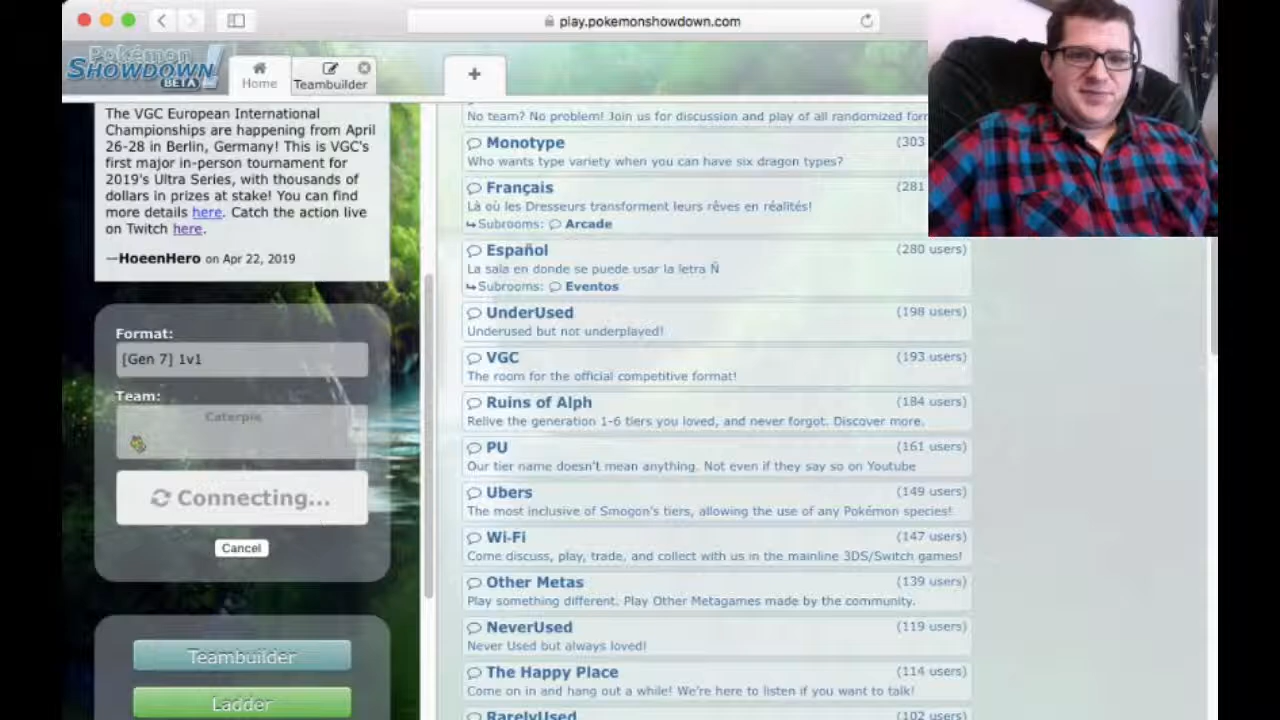 play.pokemonshowdown.com
Pokémon
SHOWDOWN!
BETA
Home
Teambuilder
+
The VGC European International
Championships are happening from April
26-28 in Berlin, Germany! This is VGC's
first major in-person tournament for
2019's Ultra Series, with thousands of
dollars in prizes at stake! You can find
more details here. Catch the action live
on Twitch here.
—HoeenHero on Apr 22, 2019
Format:
[Gen 7] 1v1
Team:
Caterpie
Connecting...
Cancel
Teambuilder
Ladder
No team? No problem! Join us for discussion and play of all randomized for
Monotype (303
Who wants type variety when you can have six dragon types?
Français (281
Là où les Dresseurs transforment leurs rêves en réalités!
Subrooms: Arcade
Español (280 users)
La sala en donde se puede usar la letra Ñ
Subrooms: Eventos
UnderUsed (198 users)
Underused but not underplayed!
VGC (193 users)
The room for the official competitive format!
Ruins of Alph (184 users)
Relive the generation 1-6 tiers you loved, and never forgot. Discover more.
PU (161 users)
Our tier name doesn't mean anything. Not even if they say so on Youtube
Ubers (149 users)
The most inclusive of Smogon's tiers, allowing the use of any Pokémon species!
Wi-Fi (147 users)
Come discuss, play, trade, and collect with us in the mainline 3DS/Switch games!
Other Metas (139 users)
Play something different. Play Other Metagames made by the community.
NeverUsed (119 users)
Never Used but always loved!
The Happy Place (114 users)
Come on in and hang out a while! We're here to listen if you want to talk!
RarelyUsed (102 users)